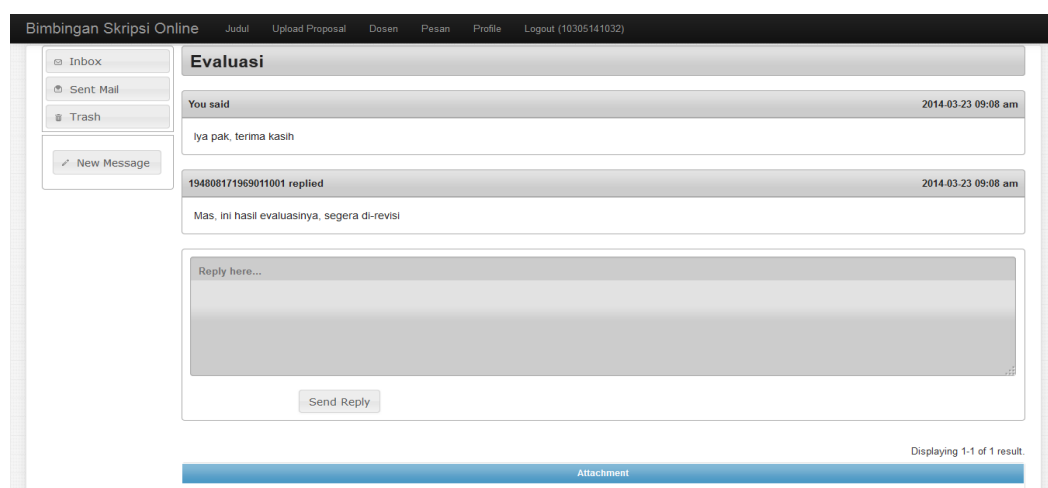 Bimbingan Skripsi Online Judul Upload Proposal Dosen Pesan Profile Logout (10305141032)
Inbox
Sent Mail
Trash
New Message
Evaluasi
You said 2014-03-23 09:08 am
Iya pak, terima kasih
194808171969011001 replied 2014-03-23 09:08 am
Mas, ini hasil evaluasinya, segera di-revisi
Reply here...
Send Reply
Displaying 1-1 of 1 result.
Attachment